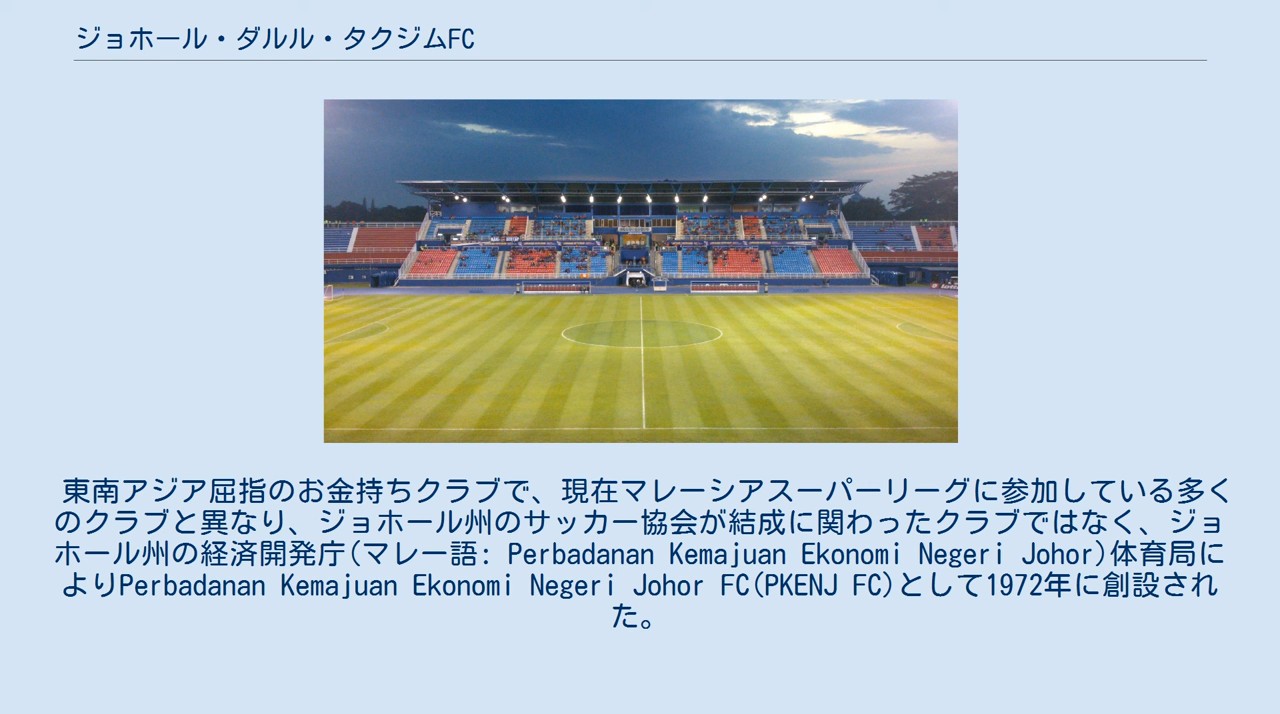 ジョホール・ダルル・タクジムFC
東南アジア屈指のお金持ちクラブで、現在マレーシアスーパーリーグに参加している多く
のクラブと異なり、ジョホール州のサッカー協会が結成に関わったクラブではなく、ジョ
ホール州の経済開発庁(マレー語: Perbadanan Kemajuan Ekonomi Negeri Johor)体育局に
よりPerbadanan Kemajuan Ekonomi Negeri Johor FC(PKENJ FC)として1972年に創設され
た。